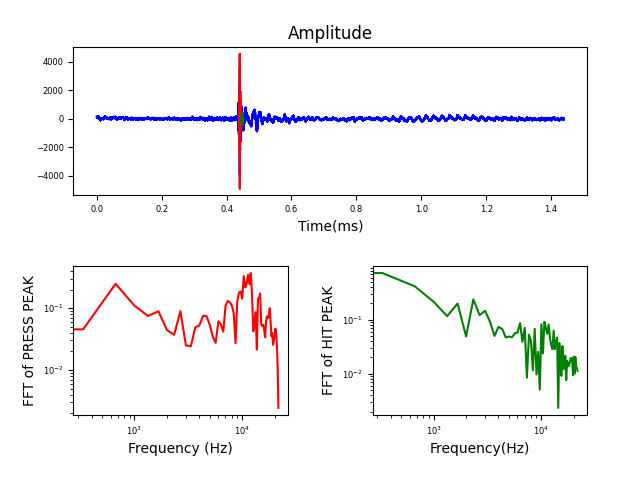 Amplitude
4000
2000
0
−2000
−4000
0.0 0.2 0.4 0.6 0.8 1.0 1.2 1.4
Time(ms)
FFT of PRESS PEAK
10⁻¹
10⁻²
10³ 10⁴
Frequency (Hz)
FFT of HIT PEAK
10⁻¹
10⁻²
10³ 10⁴
Frequency(Hz)